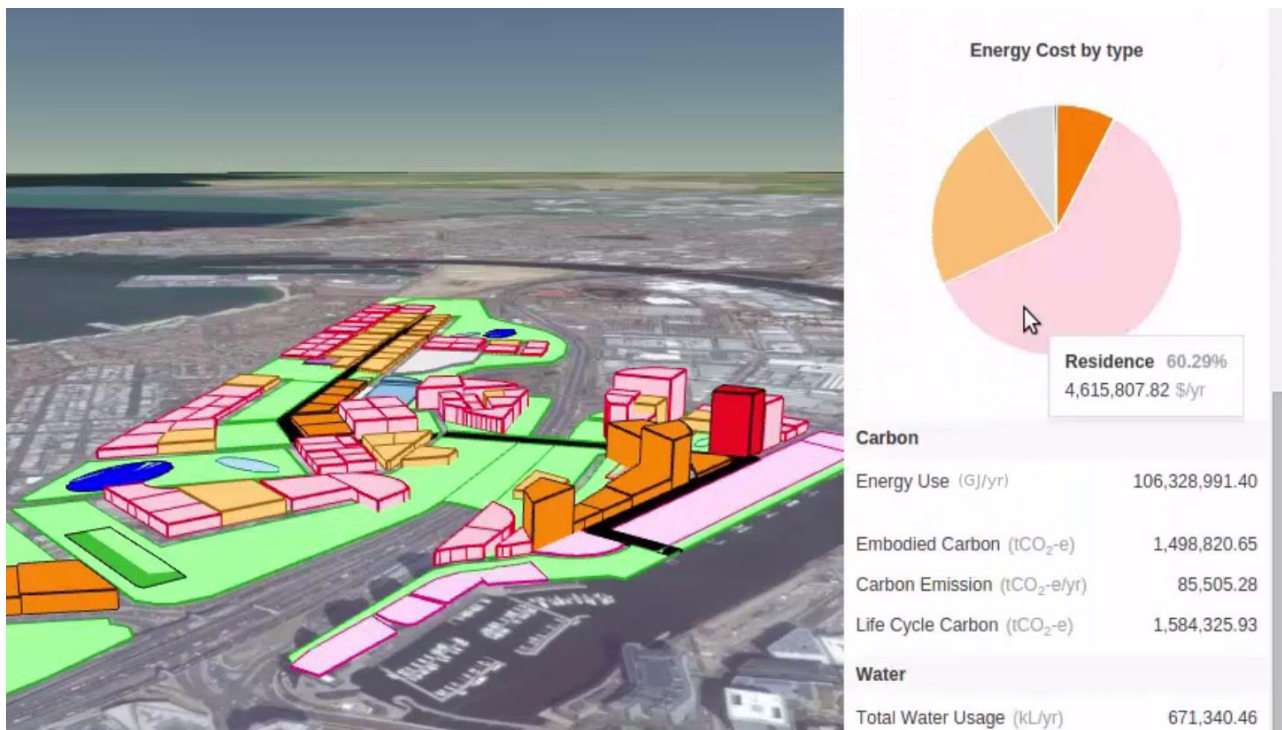 Energy Cost by type
Residence 60.29%
4,615,807.82 $/yr
Carbon
Energy Use (GJ/yr) 106,328,991.40
Embodied Carbon (tCO₂-e) 1,498,820.65
Carbon Emission (tCO₂-e/yr) 85,505.28
Life Cycle Carbon (tCO₂-e) 1,584,325.93
Water
Total Water Usage (kL/yr) 671,340.46